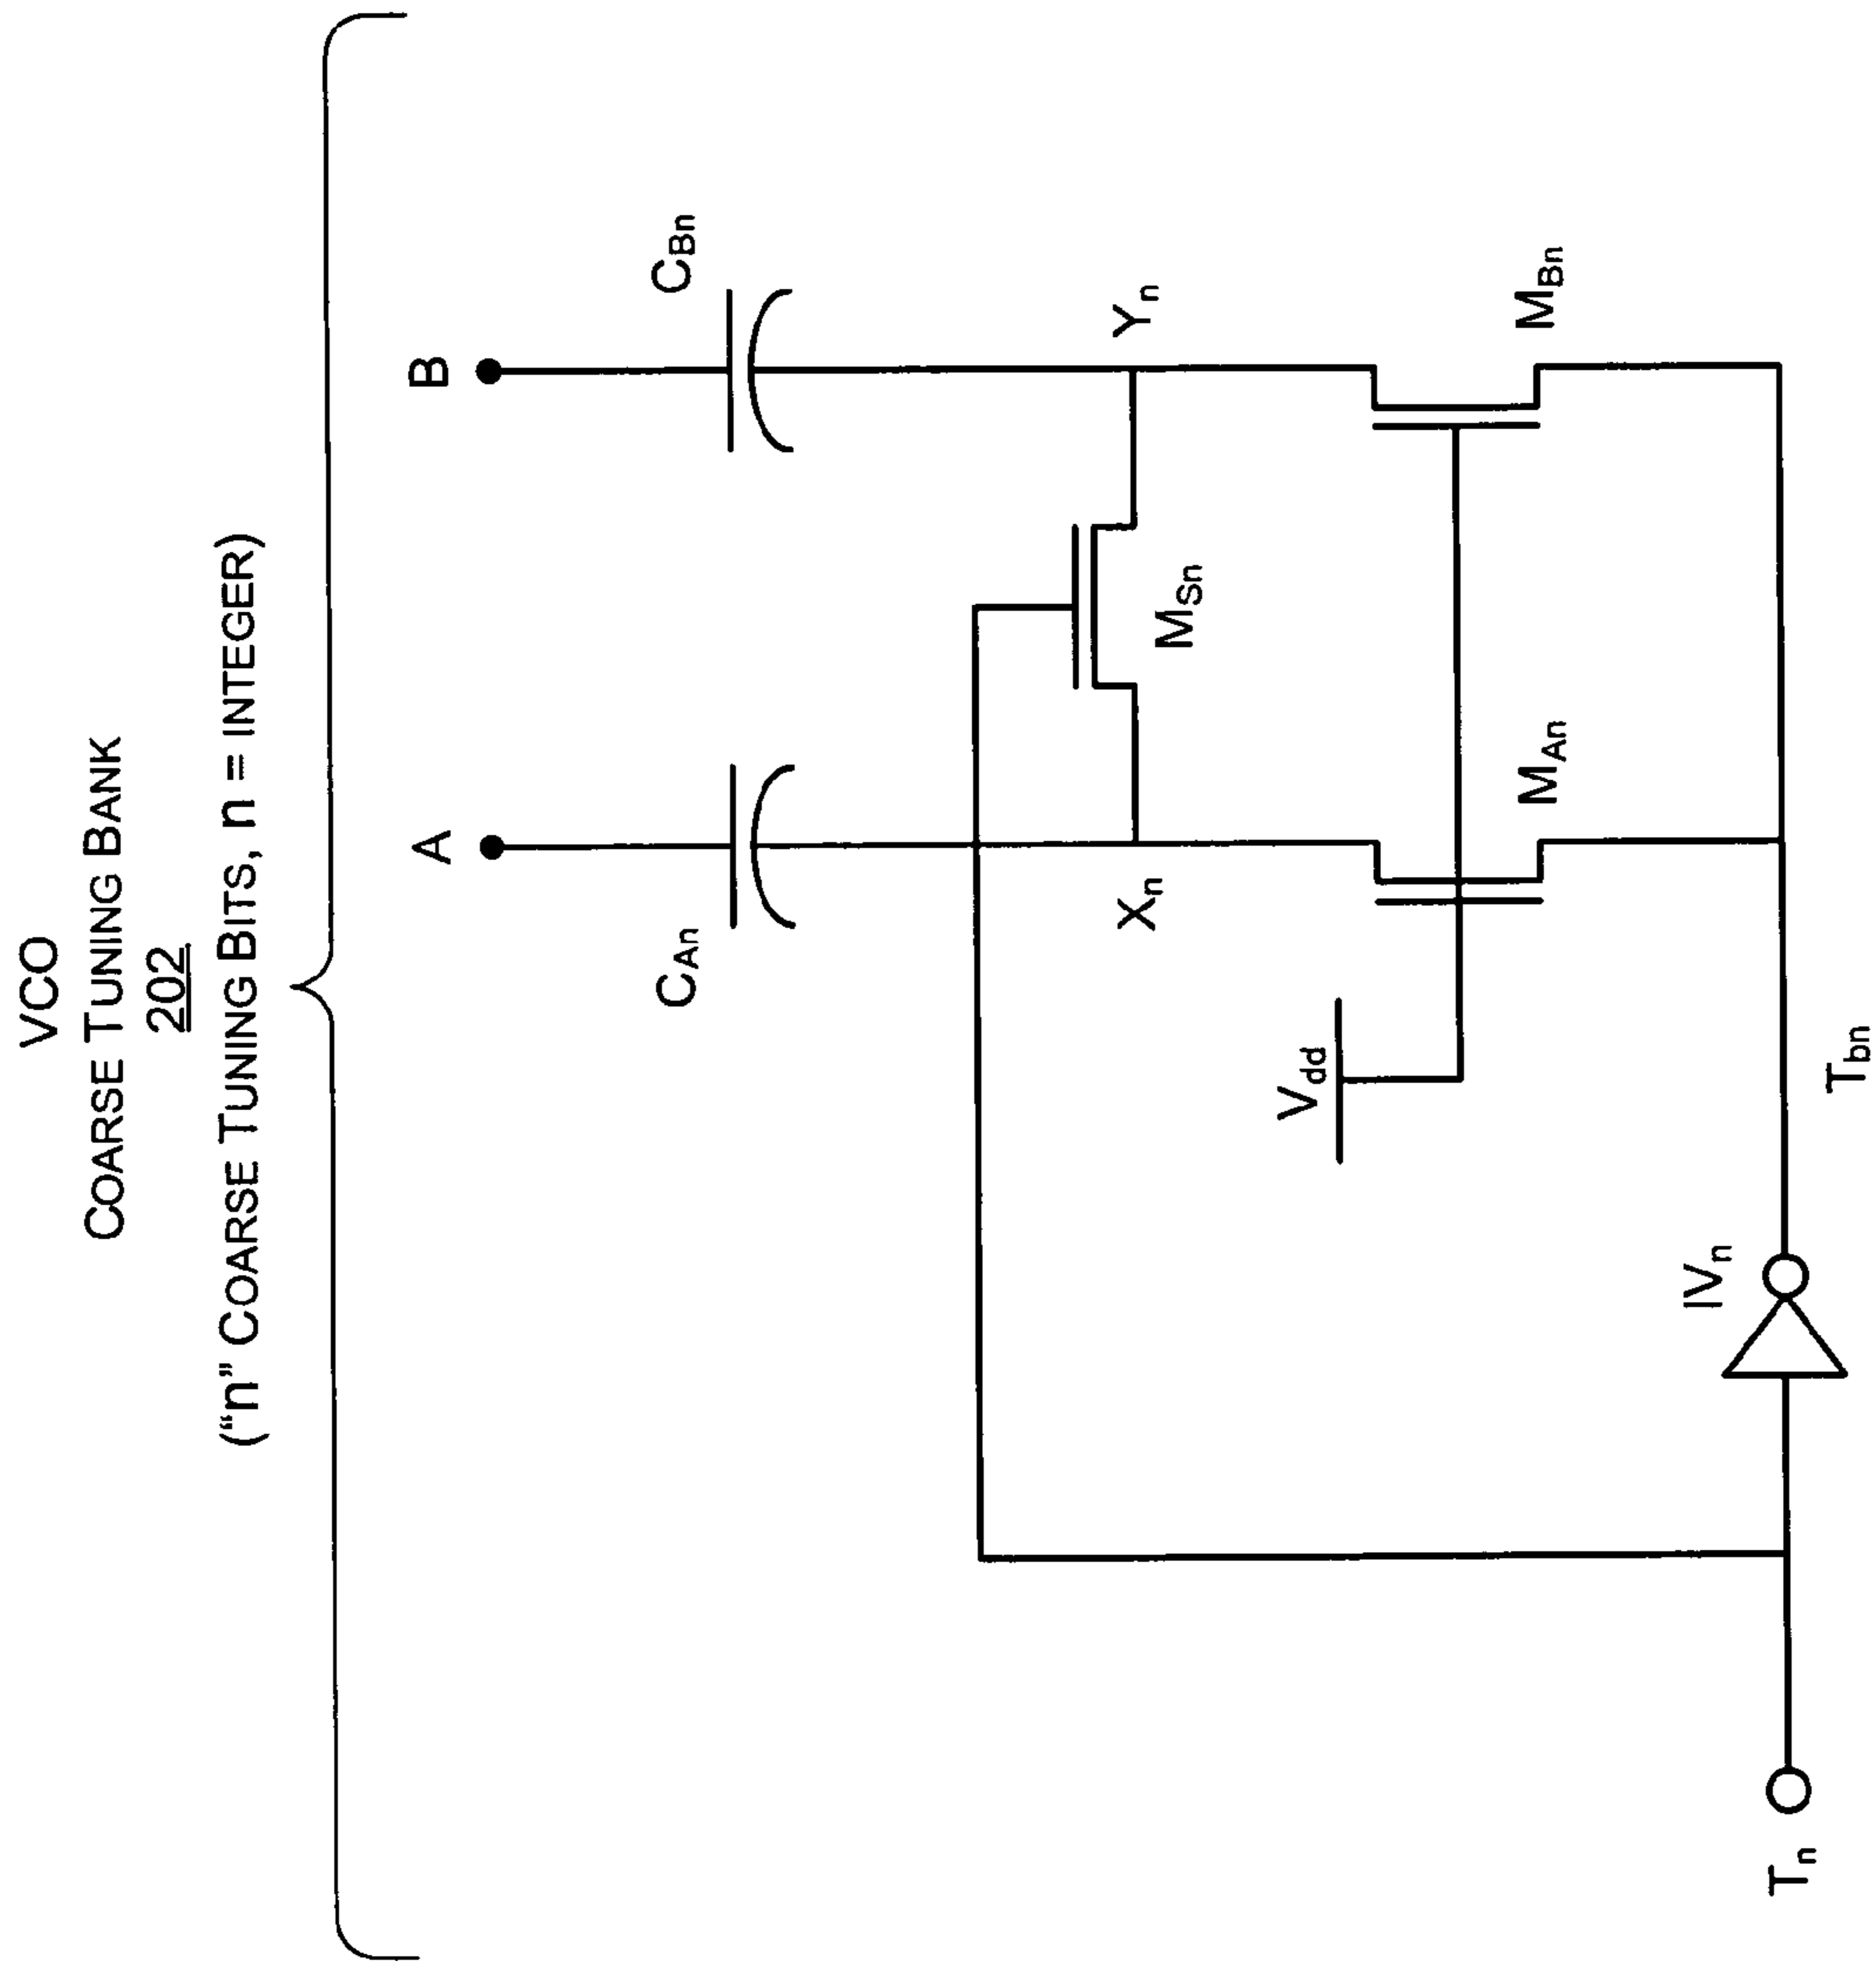 VCO
COARSE TUNING BANK
202
(“n” COARSE TUNING BITS, n = INTEGER)
A
B
CAn
CBn
MSn
Xn
Yn
Vdd
MAn
MBn
IVn
Tn
Tbn